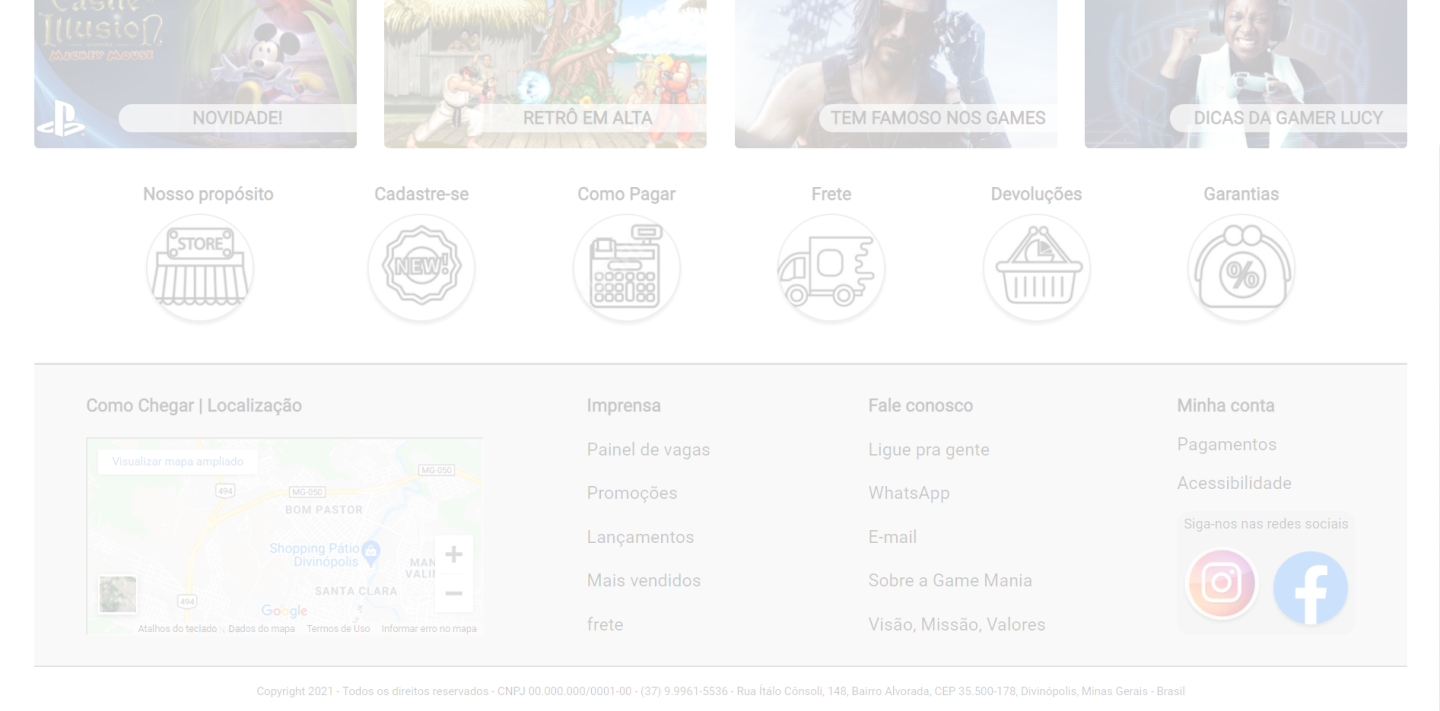 Castle
Illusion
MICKEY MOUSE
NOVIDADE!
RETRÔ EM ALTA
TEM FAMOSO NOS GAMES
DICAS DA GAMER LUCY
Nosso propósito
Cadastre-se
Como Pagar
Frete
Devoluções
Garantias
STORE
NEW!
%
Como Chegar | Localização
Visualizar mapa ampliado
MG-050
494
MG-050
BOM PASTOR
Shopping Pátio
Divinópolis
MAN
VALI
SANTA CLARA
494
Google
Atalhos do teclado
Dados do mapa
Termos de Uso
Informar erro no mapa
Imprensa
Painel de vagas
Promoções
Lançamentos
Mais vendidos
frete
Fale conosco
Ligue pra gente
WhatsApp
E-mail
Sobre a Game Mania
Visão, Missão, Valores
Minha conta
Pagamentos
Acessibilidade
Siga-nos nas redes sociais
Copyright 2021 - Todos os direitos reservados - CNPJ 00.000.000/0001-00 - (37) 9.9961-5536 - Rua Ítálo Cônsoli, 148, Bairro Alvorada, CEP 35.500-178, Divinópolis, Minas Gerais - Brasil